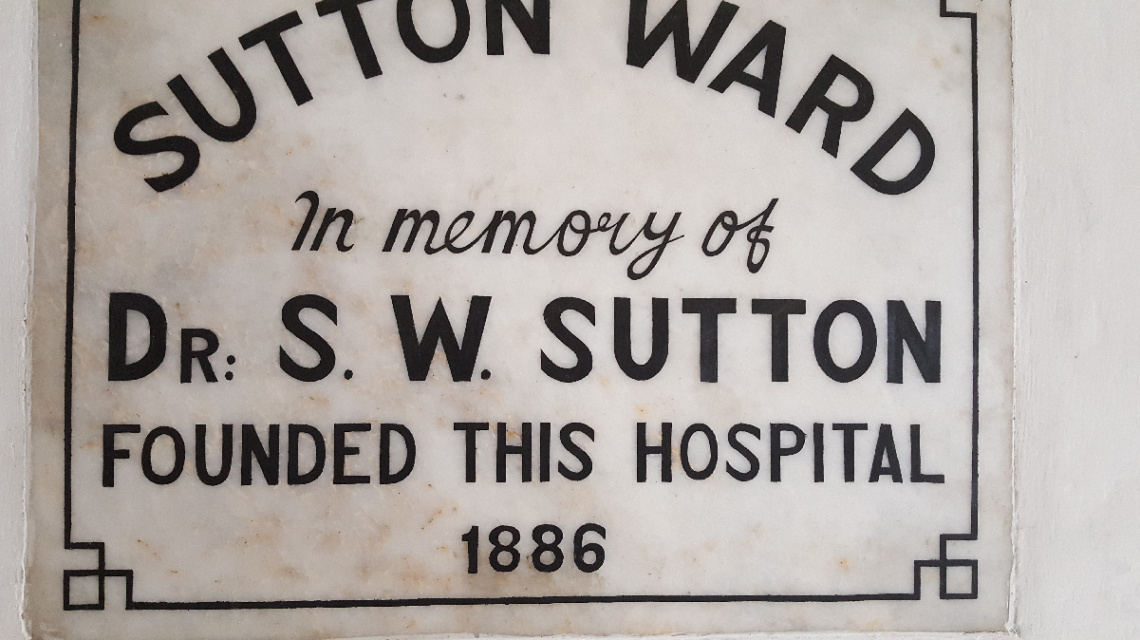 SUTTON WARD
In memory of
DR: S. W. SUTTON
FOUNDED THIS HOSPITAL
1886